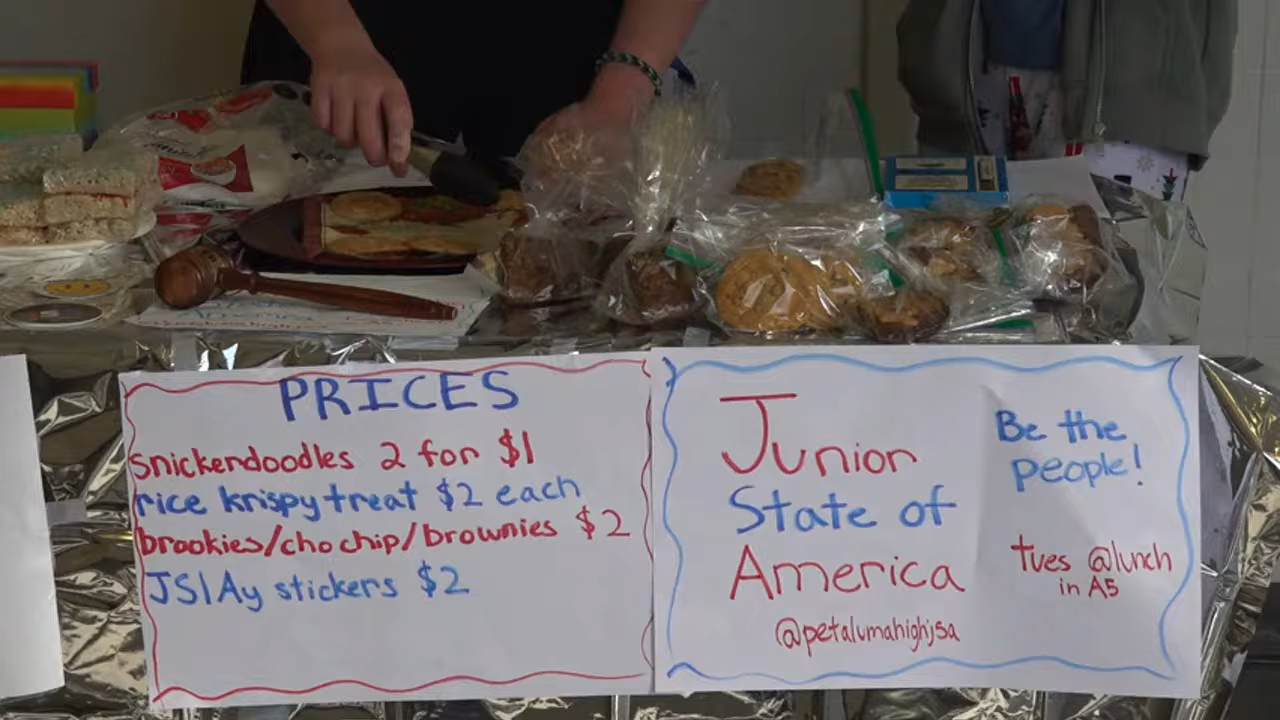 PRICES
snickerdoodles 2 for $1
rice krispy treat $2 each
brookies/cho chip/brownies $2
JSlAy stickers $2
Junior
State of
America
@petalumahighjsa
Be the
people!
tues @lunch
in A5